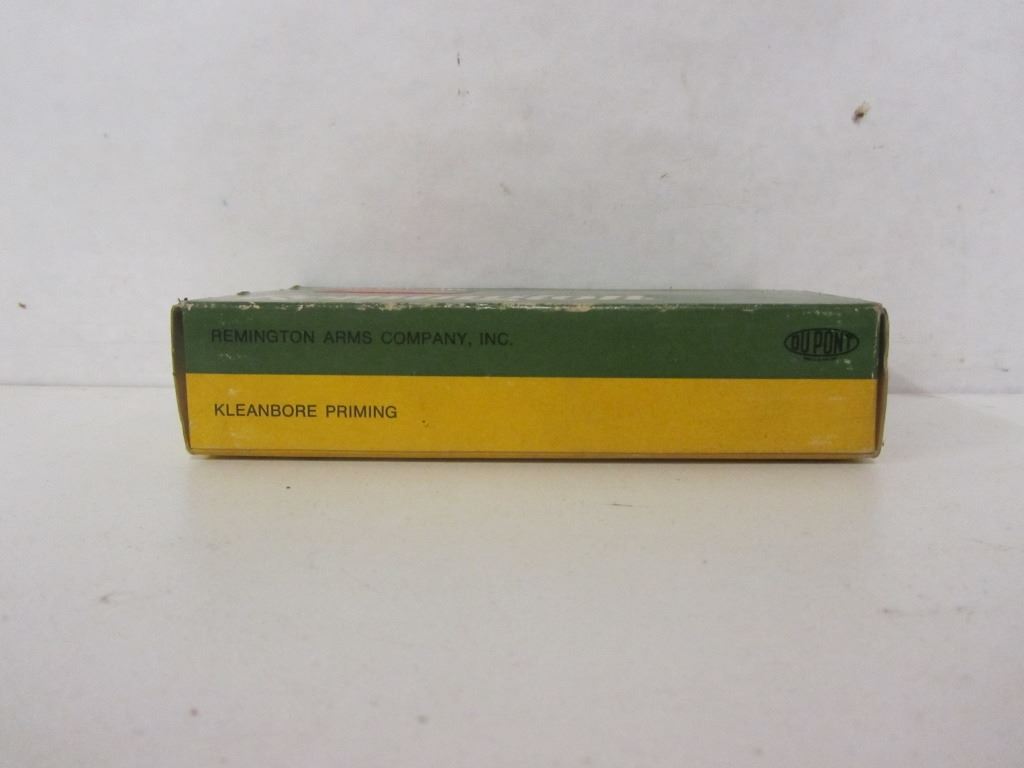 REMINGTON ARMS COMPANY, INC.
DU PONT
KLEANBORE PRIMING